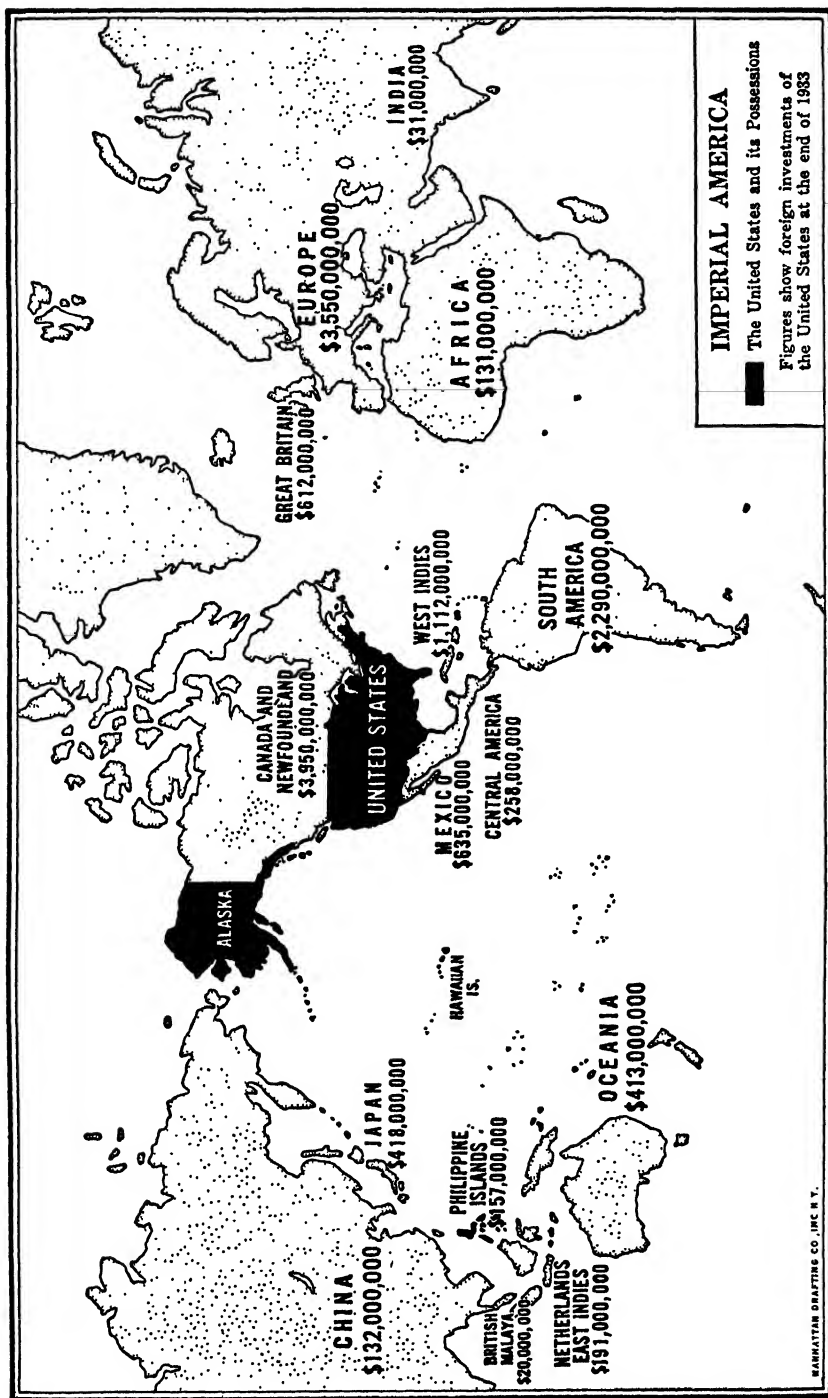 IMPERIAL AMERICA
The United States and its Possessions
Figures show foreign investments of
the United States at the end of 1933
ALASKA
CANADA AND
NEWFOUNDLAND
$3,950,000,000
UNITED STATES
GREAT BRITAIN
$612,000,000
EUROPE
$3,550,000,000
INDIA
$31,000,000
AFRICA
$131,000,000
WEST INDIES
$1,112,000,000
MEXICO
$635,000,000
CENTRAL AMERICA
$258,000,000
SOUTH
AMERICA
$2,290,000,000
HAWAIIAN
IS.
CHINA
$132,000,000
JAPAN
$418,000,000
PHILIPPINE
ISLANDS
$157,000,000
BRITISH
MALAYA
$20,000,000
NETHERLANDS
EAST INDIES
$191,000,000
OCEANIA
$413,000,000
MANHATTAN DRAFTING CO., INC N.Y.